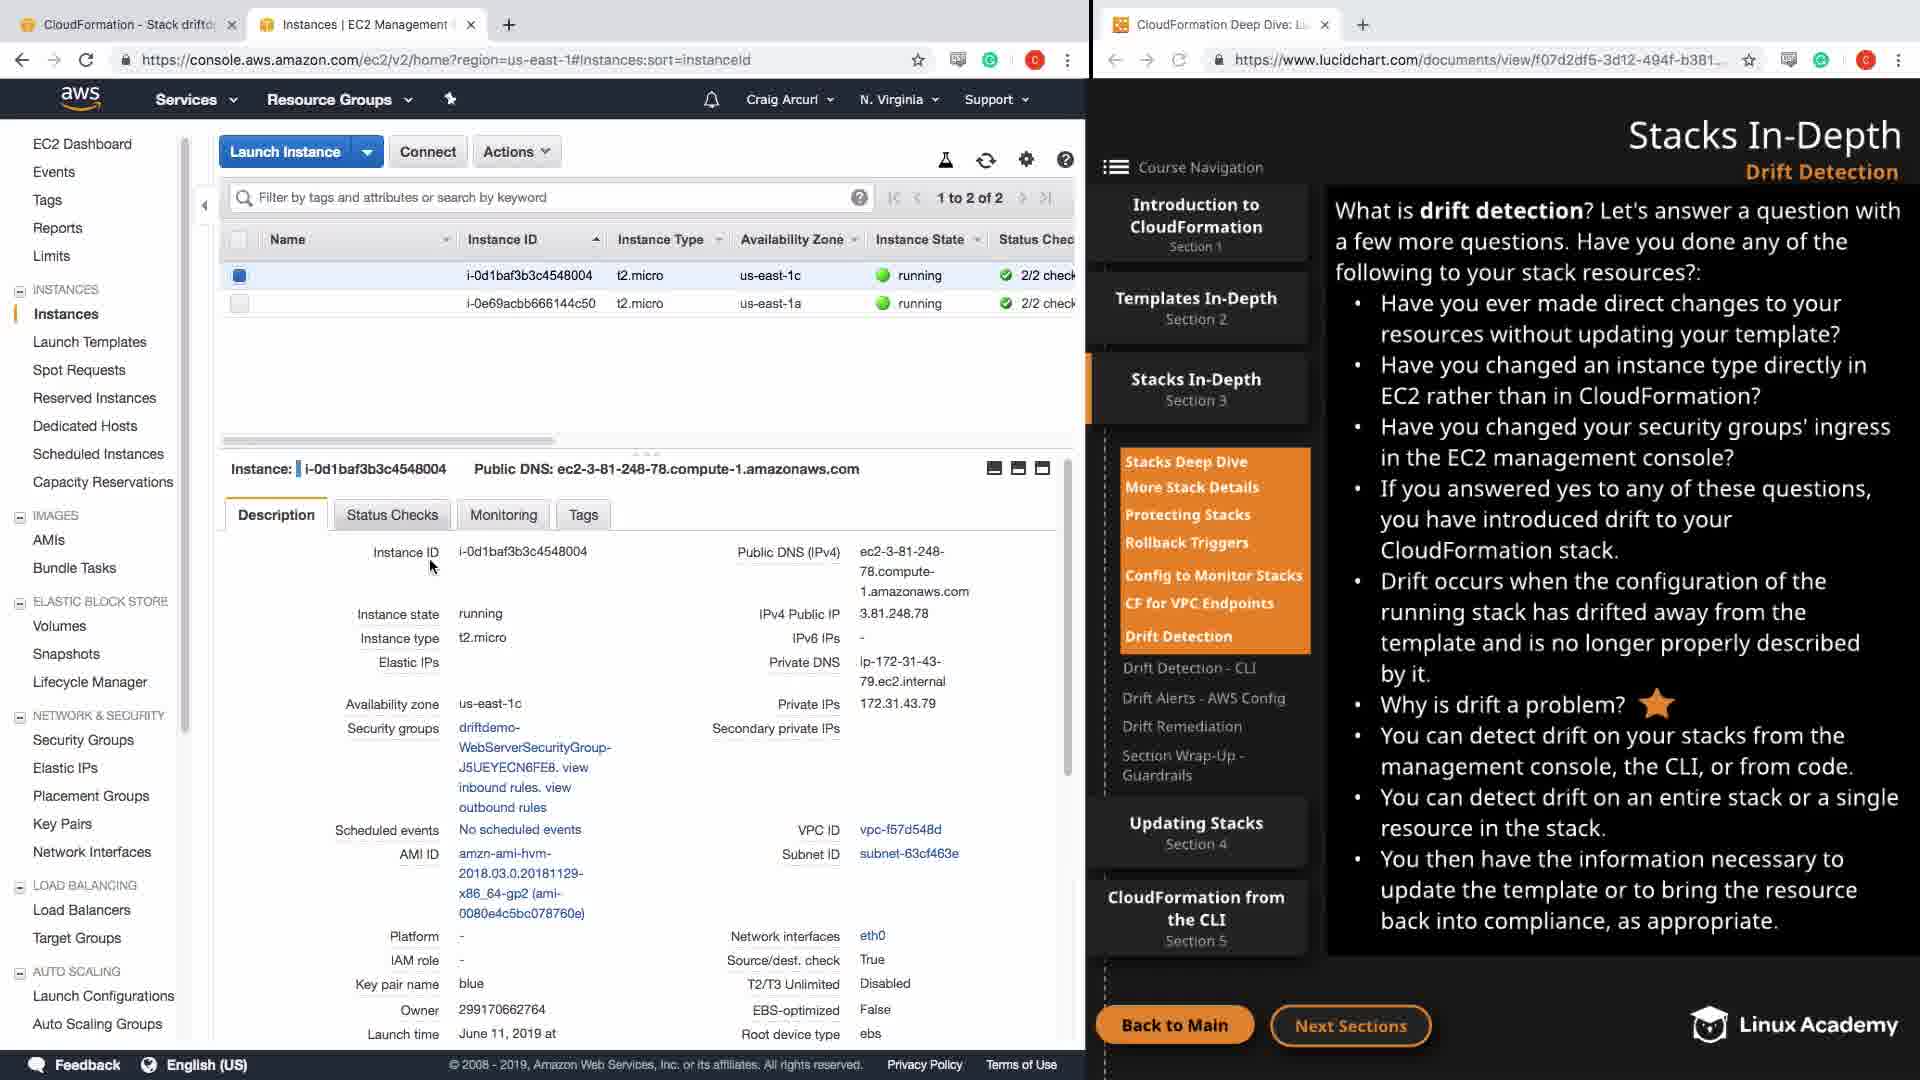 CloudFormation - Stack driftd
Instances | EC2 Management
https://console.aws.amazon.com/ec2/v2/home?region=us-east-1#Instances:sort=instanceId
C
aws
Services
Resource Groups
Craig Arcuri
N. Virginia
Support
EC2 Dashboard
Events
Tags
Reports
Limits
INSTANCES
Instances
Launch Templates
Spot Requests
Reserved Instances
Dedicated Hosts
Scheduled Instances
Capacity Reservations
IMAGES
AMIs
Bundle Tasks
ELASTIC BLOCK STORE
Volumes
Snapshots
Lifecycle Manager
NETWORK & SECURITY
Security Groups
Elastic IPs
Placement Groups
Key Pairs
Network Interfaces
LOAD BALANCING
Load Balancers
Target Groups
AUTO SCALING
Launch Configurations
Auto Scaling Groups
Launch Instance
Connect
Actions
Filter by tags and attributes or search by keyword
1 to 2 of 2
Name
Instance ID
Instance Type
Availability Zone
Instance State
Status Chec
i-0d1baf3b3c4548004
t2.micro
us-east-1c
running
2/2 check
i-0e69acbb666144c50
t2.micro
us-east-1a
running
2/2 check
Instance: i-0d1baf3b3c4548004
Public DNS: ec2-3-81-248-78.compute-1.amazonaws.com
Description
Status Checks
Monitoring
Tags
Instance ID
i-0d1baf3b3c4548004
Instance state
running
Instance type
t2.micro
Elastic IPs
Availability zone
us-east-1c
Security groups
driftdemo-
WebServerSecurityGroup-
J5UEYECN6FE8. view
inbound rules. view
outbound rules
Scheduled events
No scheduled events
AMI ID
amzn-ami-hvm-
2018.03.0.20181129-
x86_64-gp2 (ami-
0080e4c5bc078760e)
Platform
-
IAM role
-
Key pair name
blue
Owner
299170662764
Launch time
June 11, 2019 at
Public DNS (IPv4)
ec2-3-81-248-
78.compute-
1.amazonaws.com
IPv4 Public IP
3.81.248.78
IPv6 IPs
-
Private DNS
ip-172-31-43-
79.ec2.internal
Private IPs
172.31.43.79
Secondary private IPs
VPC ID
vpc-f57d548d
Subnet ID
subnet-63cf463e
Network interfaces
eth0
Source/dest. check
True
T2/T3 Unlimited
Disabled
EBS-optimized
False
Root device type
ebs
Feedback
English (US)
© 2008 - 2019, Amazon Web Services, Inc. or its affiliates. All rights reserved.
Privacy Policy
Terms of Use
CloudFormation Deep Dive: Li
https://www.lucidchart.com/documents/view/f07d2df5-3d12-494f-b381...
C
Stacks In-Depth
Drift Detection
Course Navigation
Introduction to
CloudFormation
Section 1
Templates In-Depth
Section 2
Stacks In-Depth
Section 3
Stacks Deep Dive
More Stack Details
Protecting Stacks
Rollback Triggers
Config to Monitor Stacks
CF for VPC Endpoints
Drift Detection
Drift Detection - CLI
Drift Alerts - AWS Config
Drift Remediation
Section Wrap-Up -
Guardrails
Updating Stacks
Section 4
CloudFormation from
the CLI
Section 5
What is drift detection? Let's answer a question with
a few more questions. Have you done any of the
following to your stack resources?:
• Have you ever made direct changes to your
resources without updating your template?
• Have you changed an instance type directly in
EC2 rather than in CloudFormation?
• Have you changed your security groups' ingress
in the EC2 management console?
• If you answered yes to any of these questions,
you have introduced drift to your
CloudFormation stack.
• Drift occurs when the configuration of the
running stack has drifted away from the
template and is no longer properly described
by it.
• Why is drift a problem?
• You can detect drift on your stacks from the
management console, the CLI, or from code.
• You can detect drift on an entire stack or a single
resource in the stack.
• You then have the information necessary to
update the template or to bring the resource
back into compliance, as appropriate.
Back to Main
Next Sections
Linux Academy